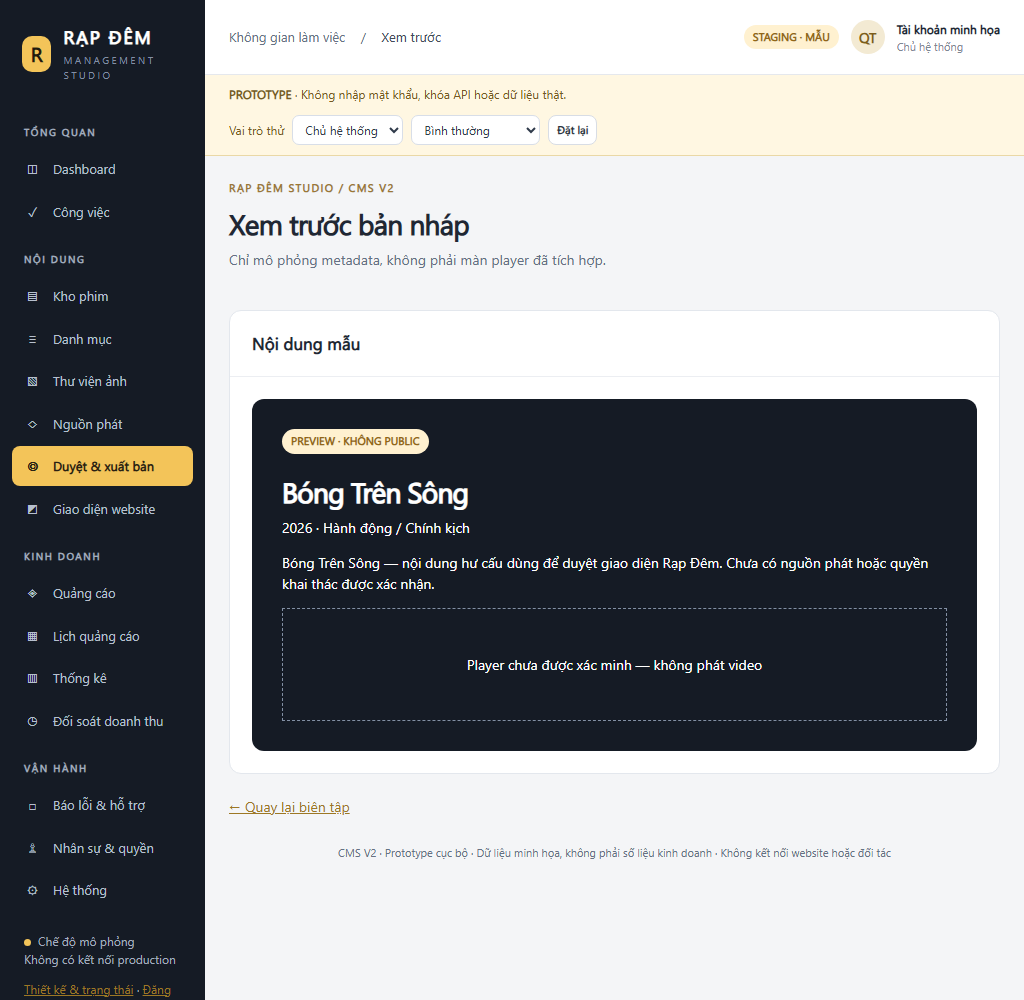 R
RẠP ĐÊM
MANAGEMENT
STUDIO
TỔNG QUAN
Dashboard
Công việc
NỘI DUNG
Kho phim
Danh mục
Thư viện ảnh
Nguồn phát
Duyệt & xuất bản
Giao diện website
KINH DOANH
Quảng cáo
Lịch quảng cáo
Thống kê
Đối soát doanh thu
VẬN HÀNH
Báo lỗi & hỗ trợ
Nhân sự & quyền
Hệ thống
Chế độ mô phỏng
Không có kết nối production
Thiết kế & trạng thái · Đăng
Không gian làm việc / Xem trước
STAGING · MẪU
QT
Tài khoản minh họa
Chủ hệ thống
PROTOTYPE · Không nhập mật khẩu, khóa API hoặc dữ liệu thật.
Vai trò thử
Chủ hệ thống
Bình thường
Đặt lại
RẠP ĐÊM STUDIO / CMS V2
Xem trước bản nháp
Chỉ mô phỏng metadata, không phải màn player đã tích hợp.
Nội dung mẫu
PREVIEW · KHÔNG PUBLIC
Bóng Trên Sông
2026 · Hành động / Chính kịch
Bóng Trên Sông — nội dung hư cấu dùng để duyệt giao diện Rạp Đêm. Chưa có nguồn phát hoặc quyền
khai thác được xác nhận.
Player chưa được xác minh — không phát video
← Quay lại biên tập
CMS V2 · Prototype cục bộ · Dữ liệu minh họa, không phải số liệu kinh doanh · Không kết nối website hoặc đối tác